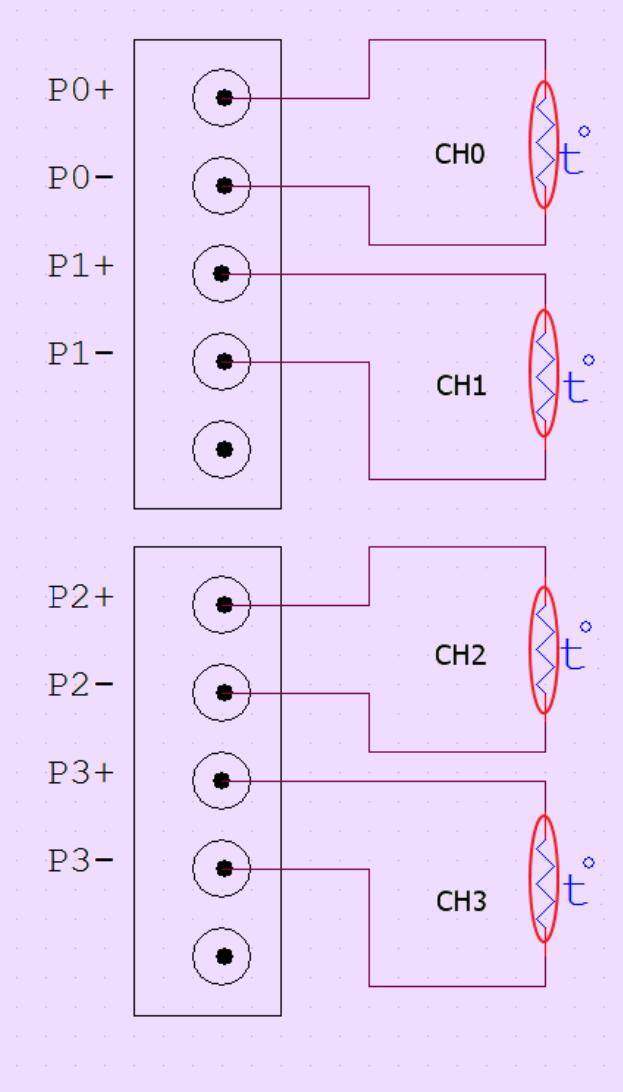 P0+
CH0
t°
P0-
P1+
P1-
CH1
t°
P2+
CH2
t°
P2-
P3+
P3-
CH3
t°